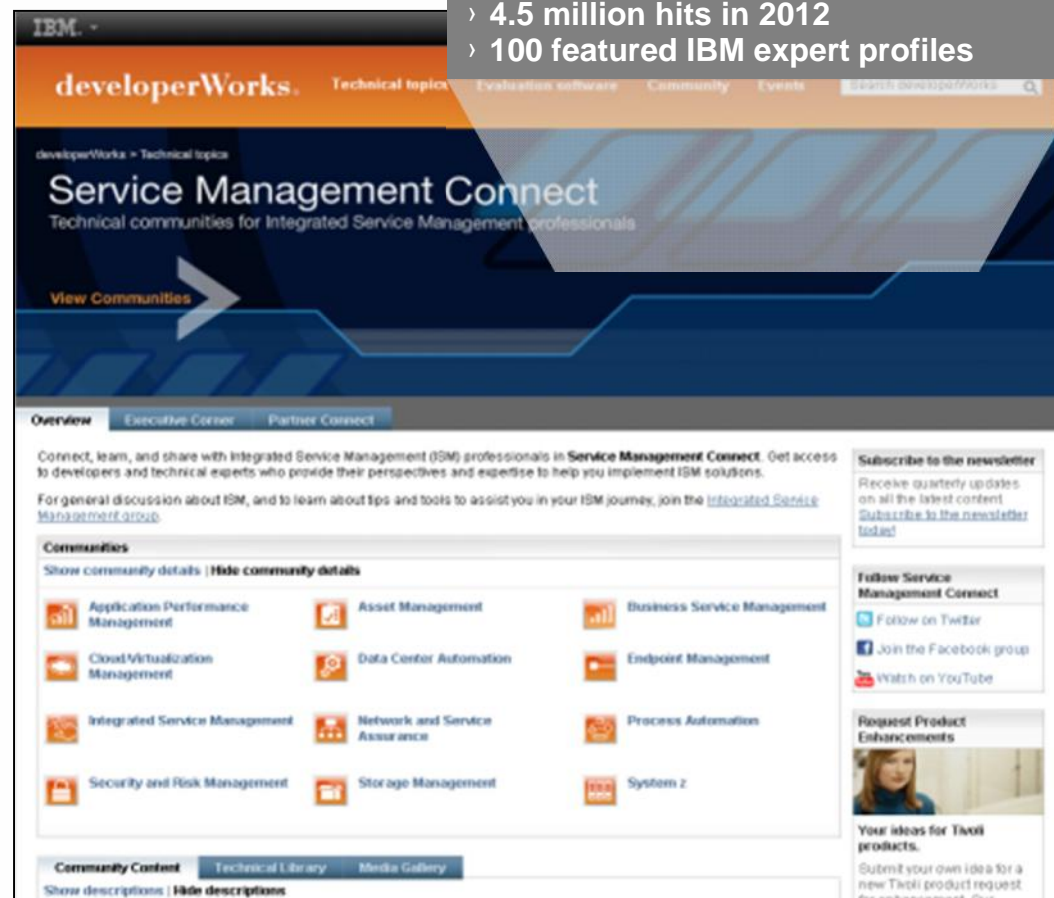 › 4.5 million hits in 2012
› 100 featured IBM expert profiles
IBM.
developerWorks.
Technical topics
Evaluation software
Community
Events
Search developerWorks
developerWorks > Technical topics
Service Management Connect
Technical communities for Integrated Service Management professionals
View Communities
Overview
Executive Corner
Partner Connect
Connect, learn, and share with Integrated Service Management (ISM) professionals in Service Management Connect. Get access
to developers and technical experts who provide their perspectives and expertise to help you implement ISM solutions.
For general discussion about ISM, and to learn about tips and tools to assist you in your ISM journey, join the Integrated Service
Management group.
Communities
Show community details | Hide community details
Application Performance
Management
Asset Management
Business Service Management
Cloud/Virtualization
Management
Data Center Automation
Endpoint Management
Integrated Service Management
Network and Service
Assurance
Process Automation
Security and Risk Management
Storage Management
System z
Community Content
Technical Library
Media Gallery
Show descriptions | Hide descriptions
Subscribe to the newsletter
Receive quarterly updates
on all the latest content
Subscribe to the newsletter
today!
Follow Service
Management Connect
Follow on Twitter
Join the Facebook group
Watch on YouTube
Request Product
Enhancements
Your ideas for Tivoli
products.
Submit your own idea for a
new Tivoli product request
for enhancement. Our